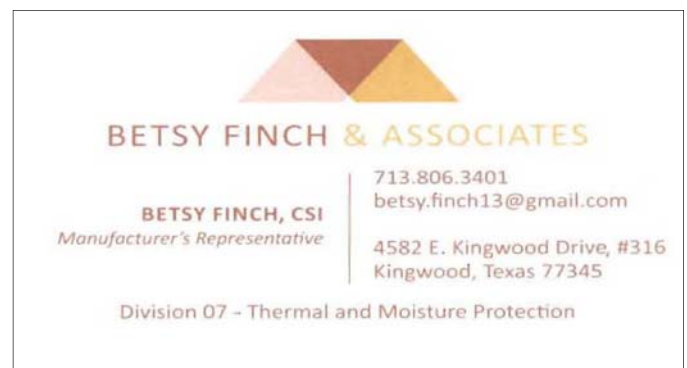 BETSY FINCH & ASSOCIATES
BETSY FINCH, CSI
Manufacturer's Representative
713.806.3401
betsy.finch13@gmail.com
4582 E. Kingwood Drive, #316
Kingwood, Texas 77345
Division 07 - Thermal and Moisture Protection